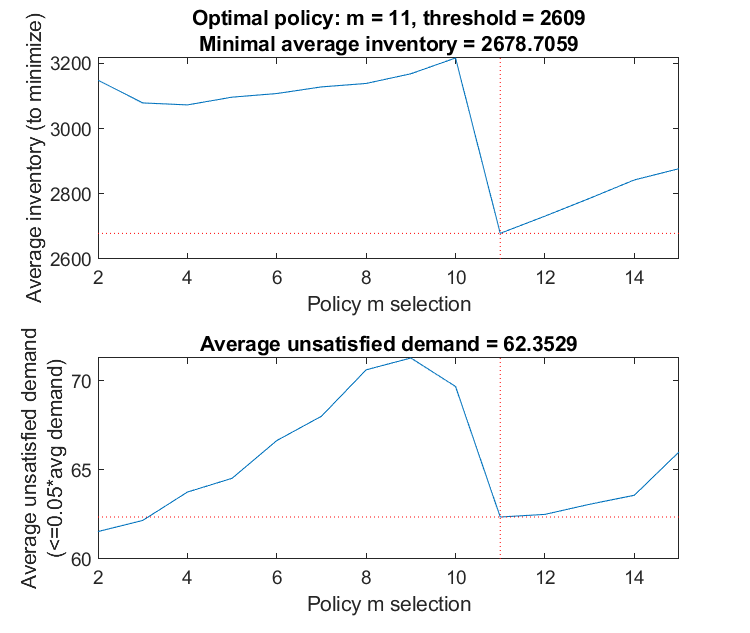 Optimal policy: m = 11, threshold = 2609
Minimal average inventory = 2678.7059
Average inventory (to minimize)
3200
3000
2800
2600
2 4 6 8 10 12 14
Policy m selection
Average unsatisfied demand = 62.3529
Average unsatisfied demand
(<=0.05*avg demand)
70
65
60
2 4 6 8 10 12 14
Policy m selection